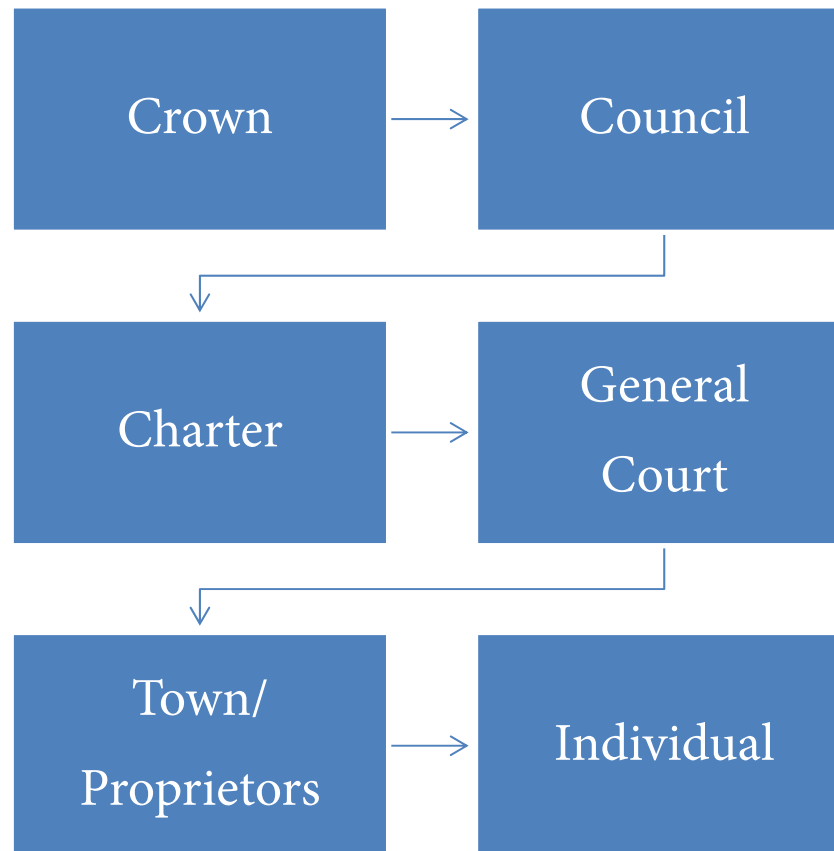 Crown
Council
Charter
General
Court
Town/
Proprietors
Individual